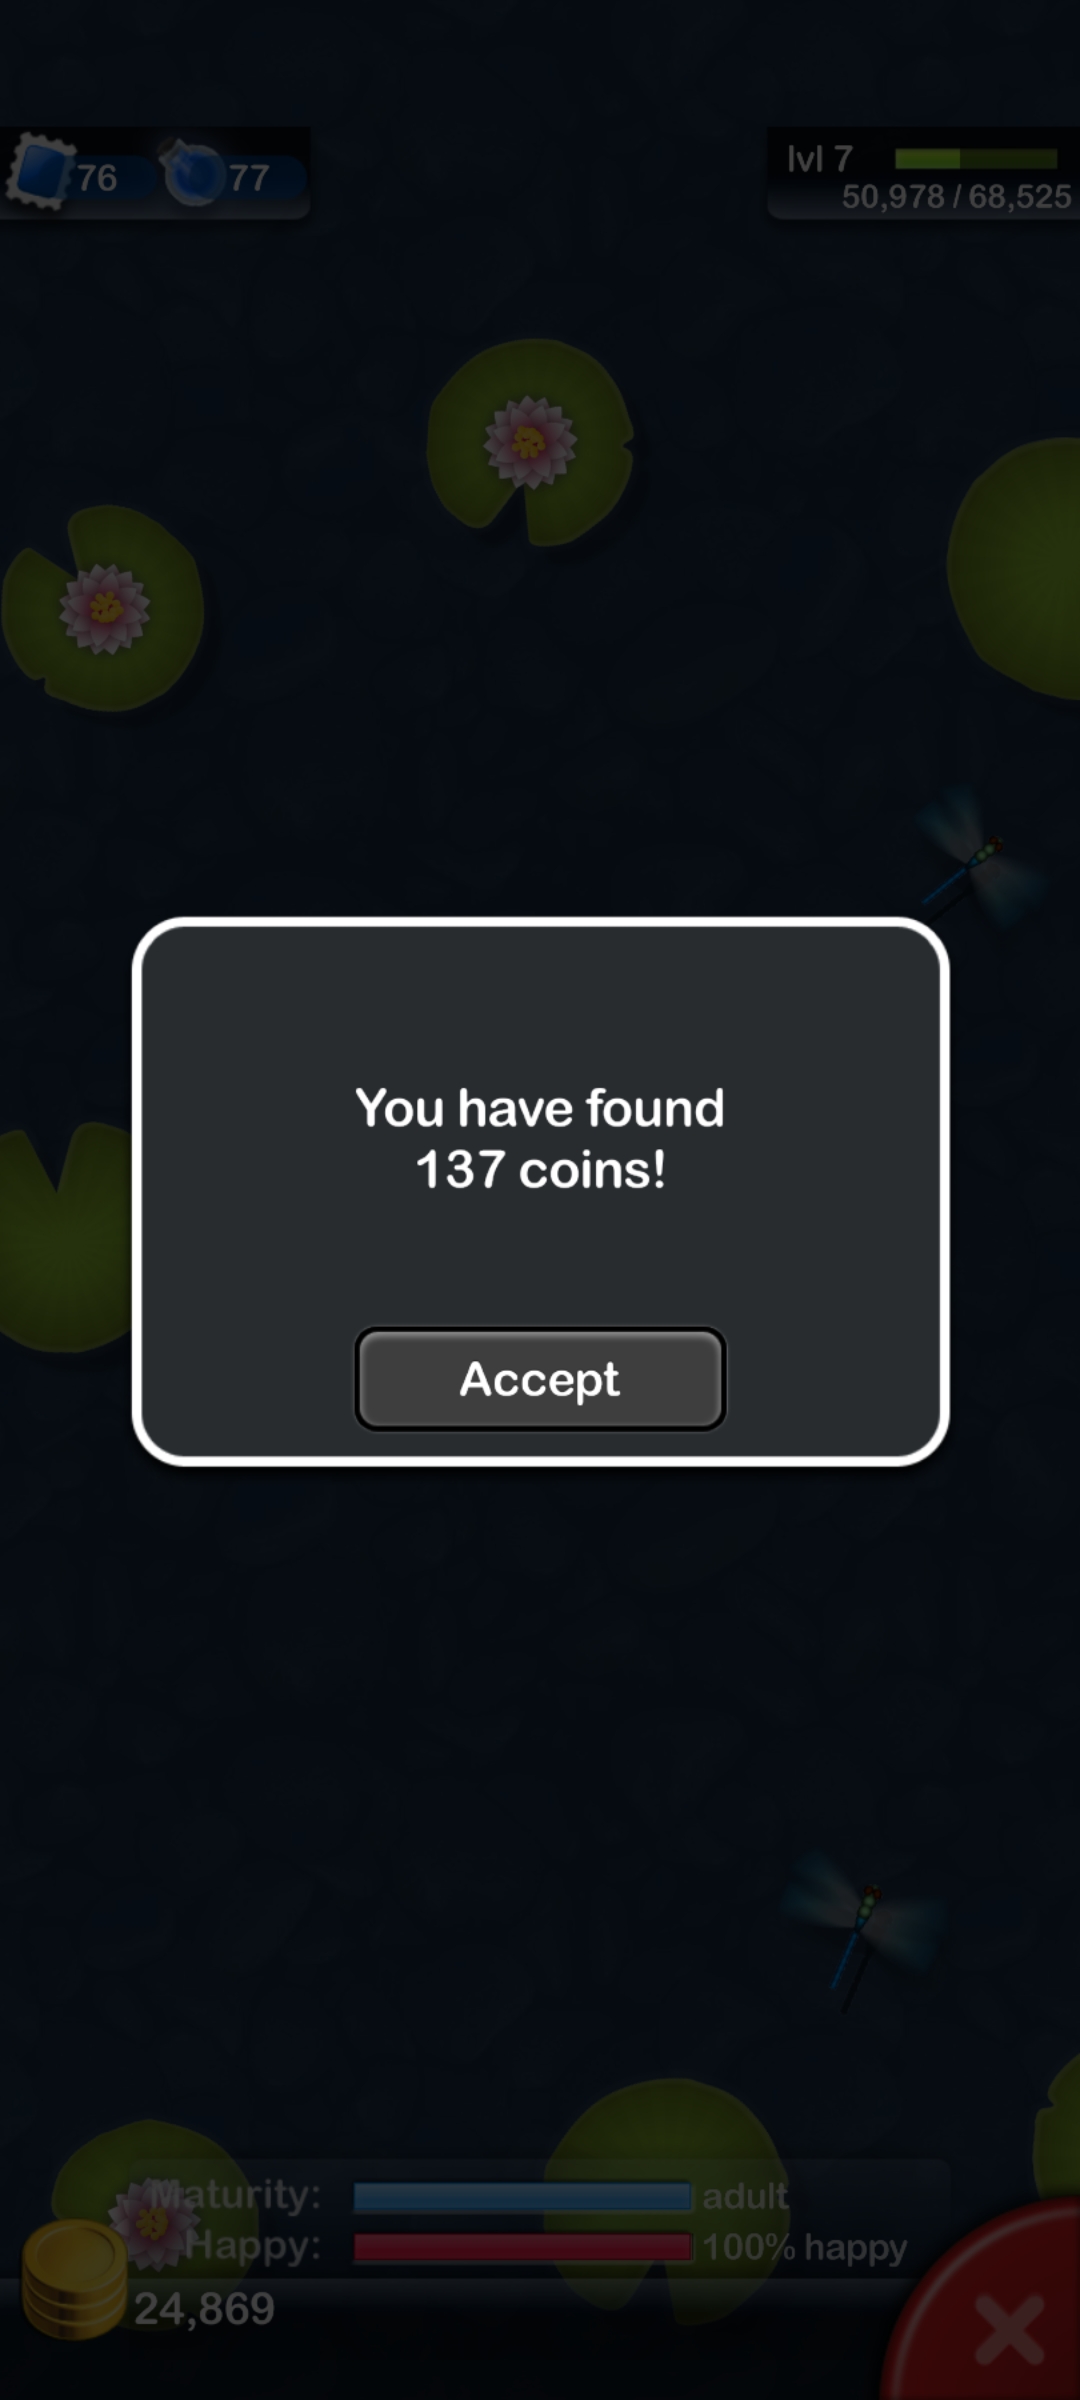 76 77
lvl 7
50,978 / 68,525
You have found
137 coins!
Accept
Maturity: adult
Happy: 100% happy
24,869